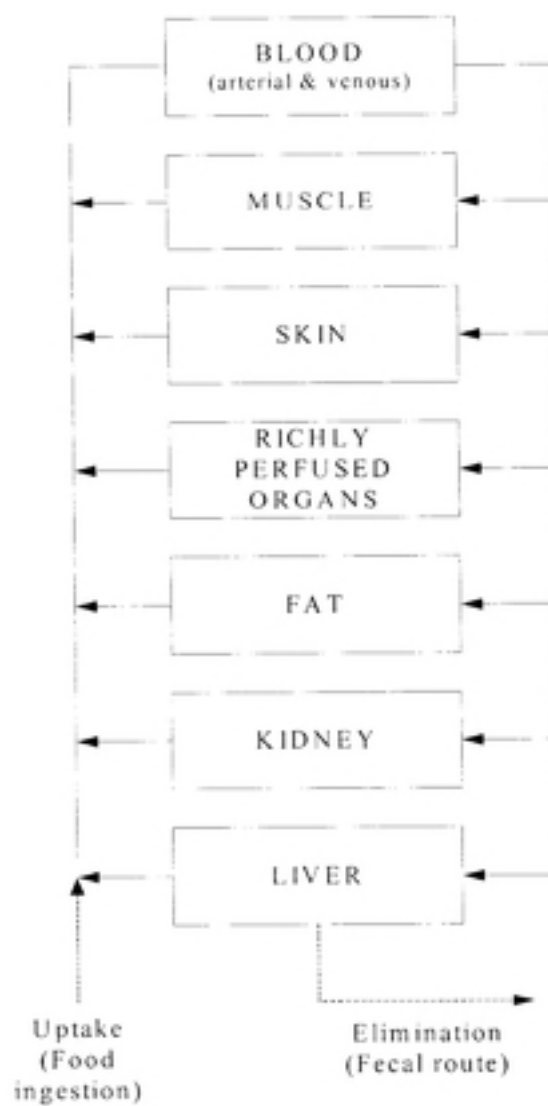 BLOOD
(arterial & venous)
MUSCLE
SKIN
RICHLY
PERFUSED
ORGANS
FAT
KIDNEY
LIVER
Uptake
(Food
ingestion)
Elimination
(Fecal route)